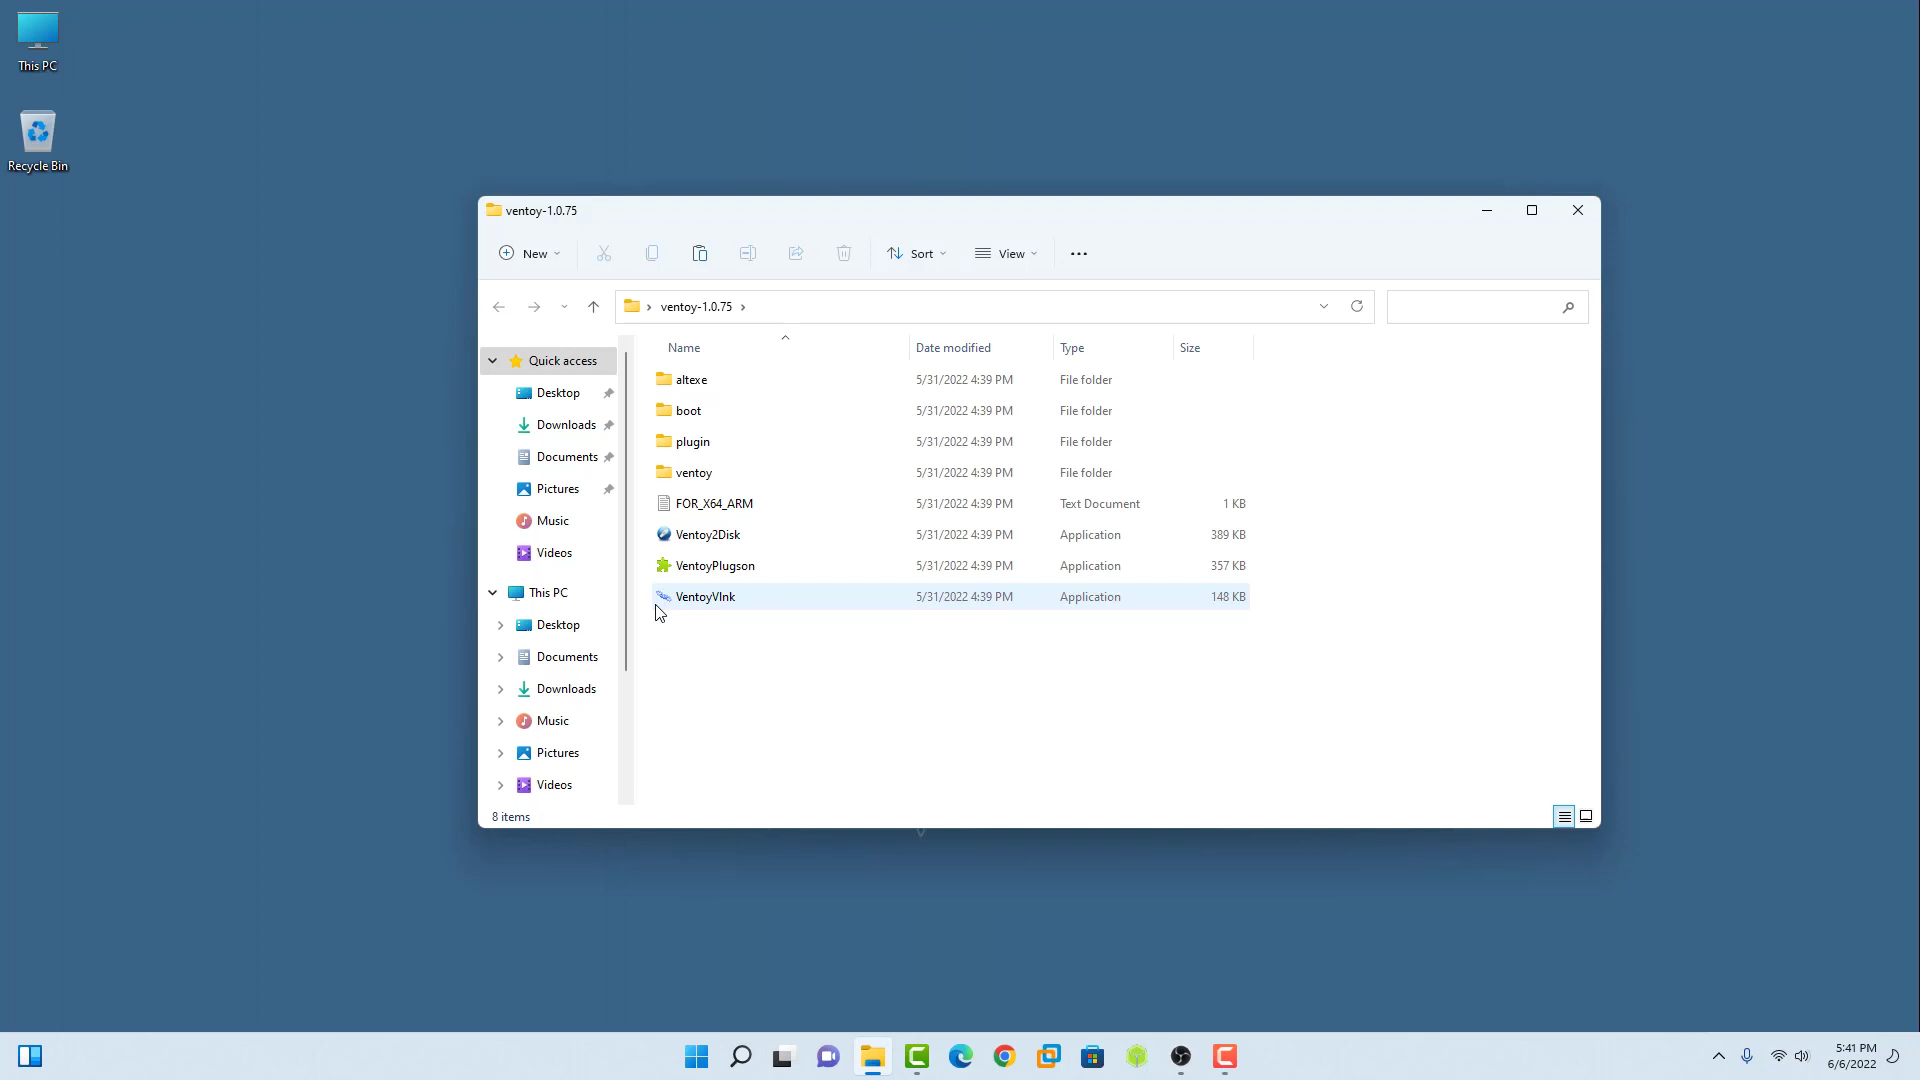 This PC
Recycle Bin
ventoy-1.0.75
New
Sort
View
ventoy-1.0.75
Name Date modified Type Size
Quick access
Desktop
Downloads
Documents
Pictures
Music
Videos
This PC
Desktop
Documents
Downloads
Music
Pictures
Videos
altexe 5/31/2022 4:39 PM File folder
boot 5/31/2022 4:39 PM File folder
plugin 5/31/2022 4:39 PM File folder
ventoy 5/31/2022 4:39 PM File folder
FOR_X64_ARM 5/31/2022 4:39 PM Text Document 1 KB
Ventoy2Disk 5/31/2022 4:39 PM Application 389 KB
VentoyPlugson 5/31/2022 4:39 PM Application 357 KB
VentoyVlnk 5/31/2022 4:39 PM Application 148 KB
8 items
5:41 PM
6/6/2022